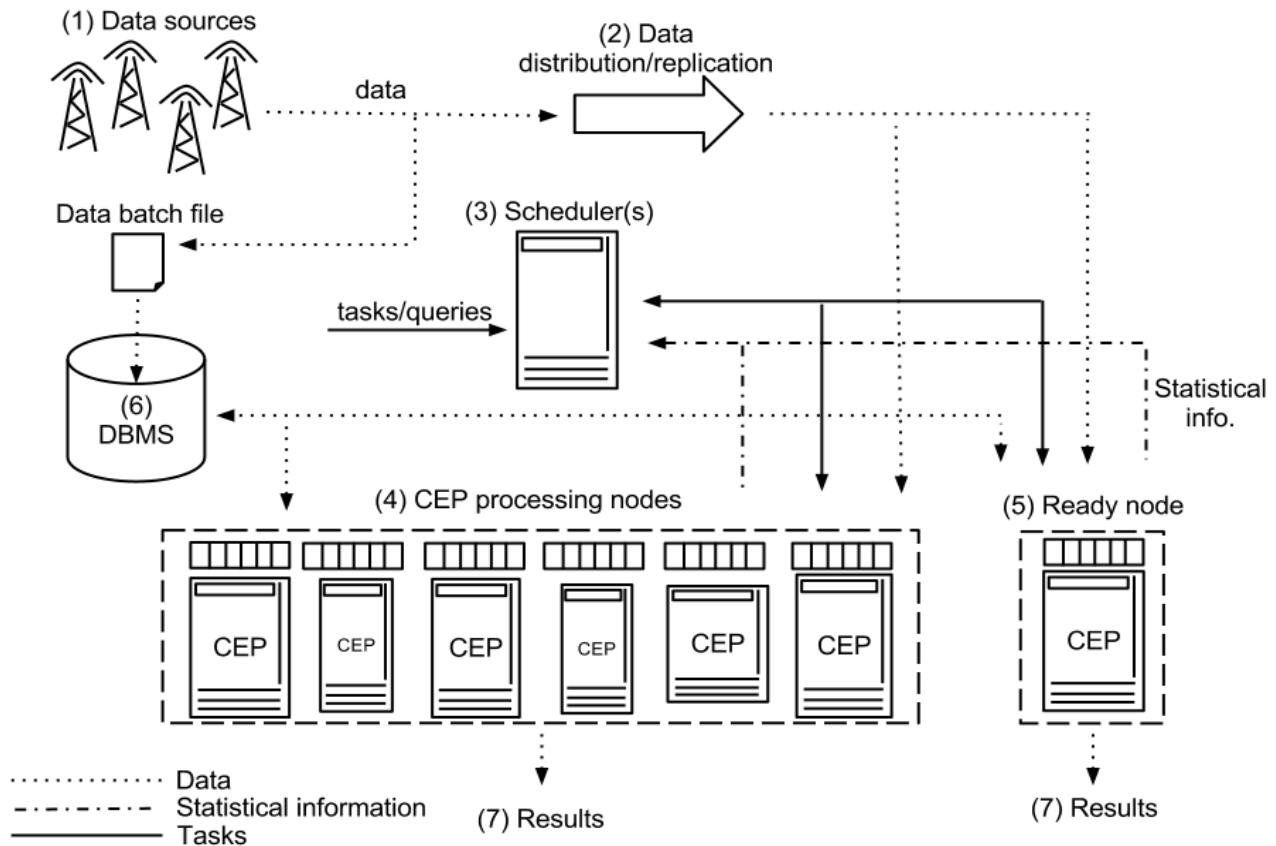 (1) Data sources
(2) Data
distribution/replication
data
Data batch file
(3) Scheduler(s)
tasks/queries
Statistical
info.
(6)
DBMS
(4) CEP processing nodes
(5) Ready node
CEP
CEP
CEP
CEP
CEP
CEP
CEP
Data
Statistical information
Tasks
(7) Results
(7) Results